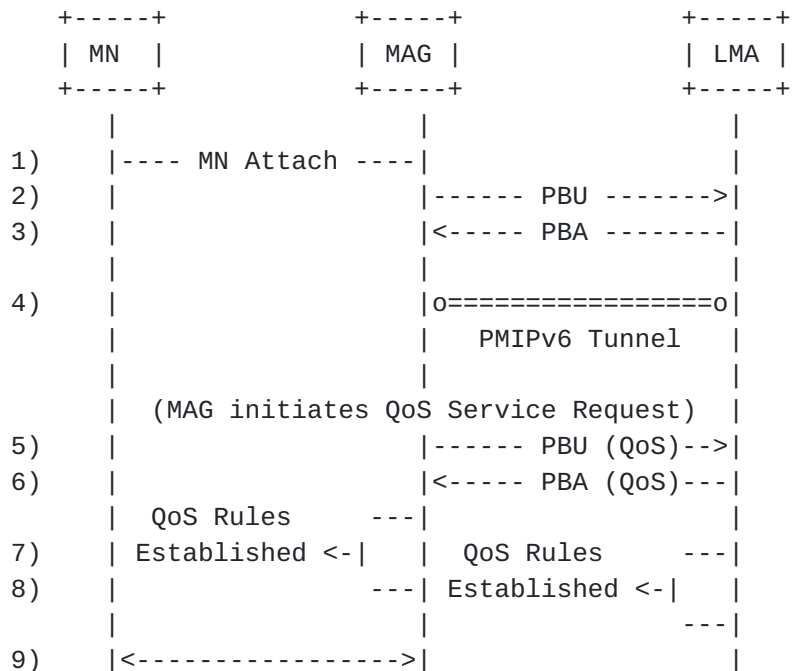 +-----+            +-----+              +-----+
| MN  |            | MAG |              | LMA |
+-----+            +-----+              +-----+
|                   |                   |
1)    |---- MN Attach ----|                   |
2)    |                   |------ PBU ------->|
3)    |                   |<----- PBA --------|
|                   |                   |
4)    |                   |o=================o|
|                   |   PMIPv6 Tunnel   |
|                   |                   |
|  (MAG initiates QoS Service Request)  |
5)    |                   |------ PBU (QoS)-->|
6)    |                   |<----- PBA (QoS)---|
|  QoS Rules     ---|                   |
7)    | Established <-|   |  QoS Rules     ---|
8)    |                ---| Established <-|   |
|                   |                ---|
9)    |<----------------->|                   |